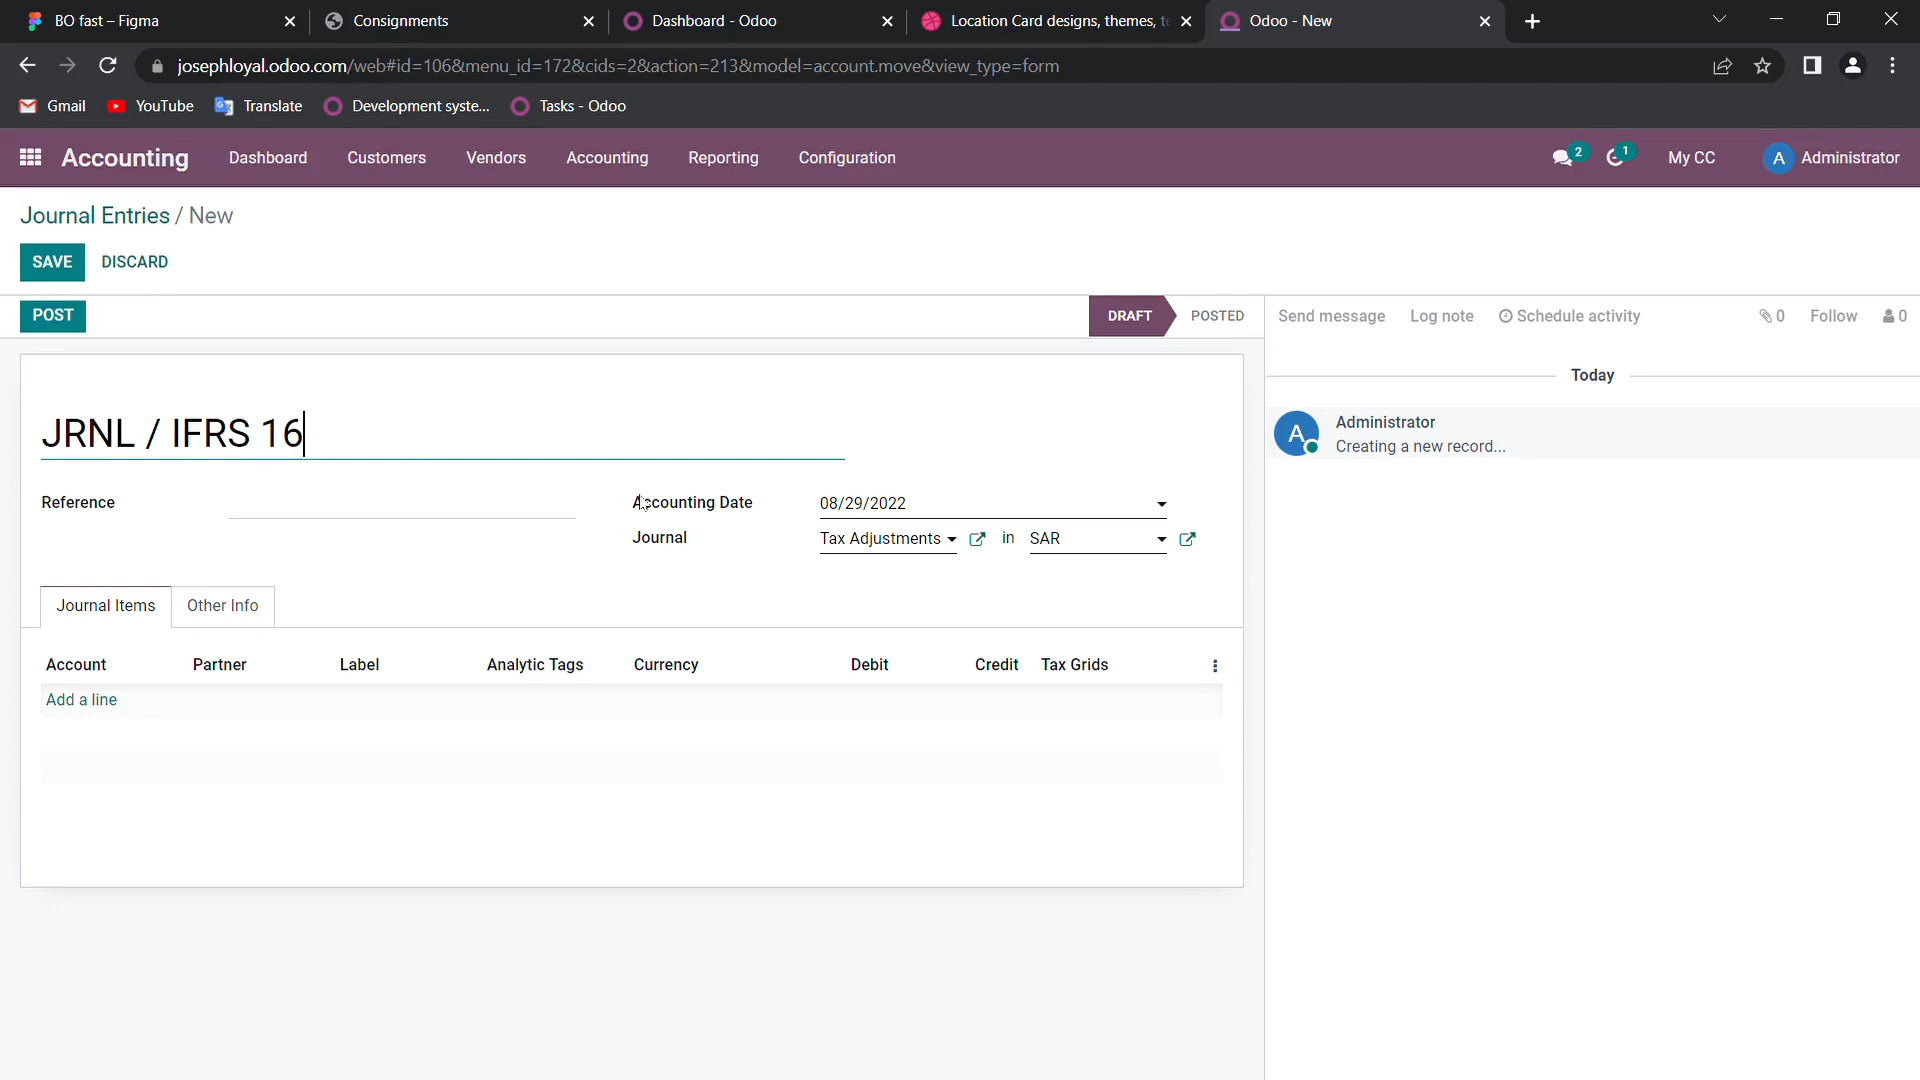 BO fast – Figma
Consignments
Dashboard - Odoo
Location Card designs, themes, te
Odoo - New
josephloyal.odoo.com/web#id=106&menu_id=172&cids=2&action=213&model=account.move&view_type=form
Gmail
YouTube
Translate
Development syste...
Tasks - Odoo
Accounting
Dashboard
Customers
Vendors
Accounting
Reporting
Configuration
2
1
My CC
A
Administrator
Journal Entries / New
SAVE
DISCARD
POST
DRAFT
POSTED
Send message
Log note
Schedule activity
0
Follow
0
Today
A
Administrator
Creating a new record...
JRNL / IFRS 16
Reference
Accounting Date
08/29/2022
Journal
Tax Adjustments
in
SAR
Journal Items
Other Info
Account
Partner
Label
Analytic Tags
Currency
Debit
Credit
Tax Grids
Add a line